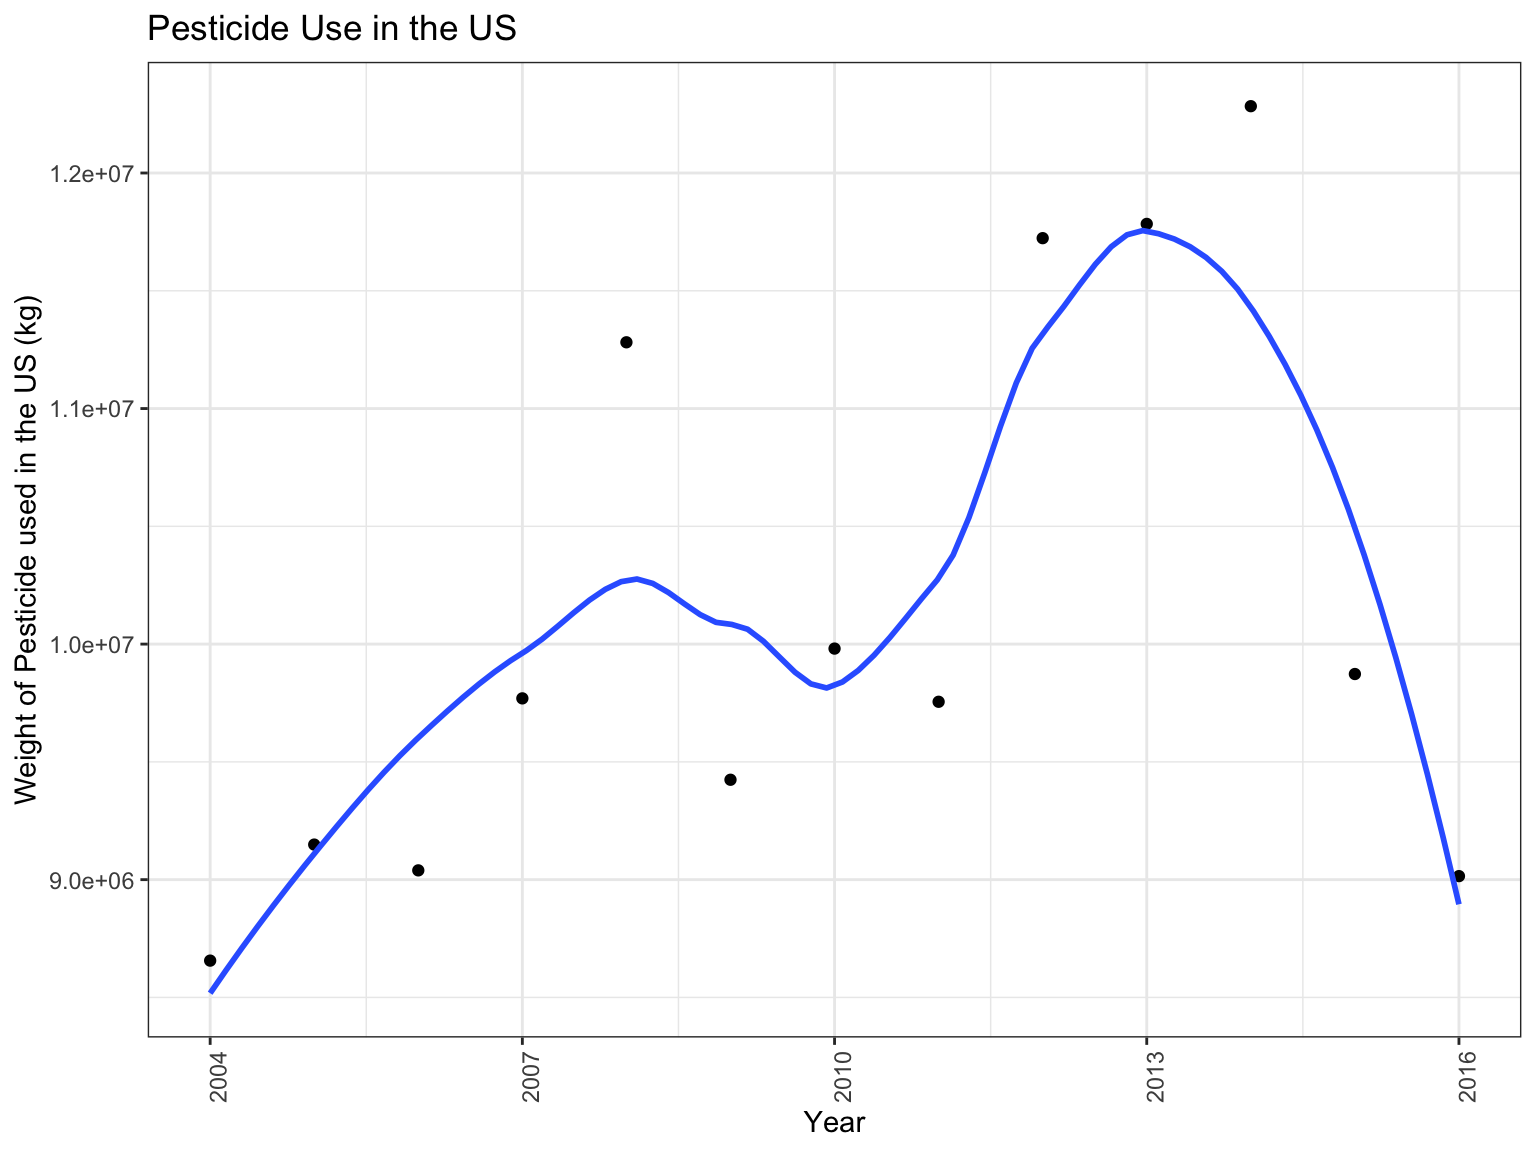 Pesticide Use in the US
Weight of Pesticide used in the US (kg)
1.2e+07
1.1e+07
1.0e+07
9.0e+06
2004
2007
2010
2013
2016
Year